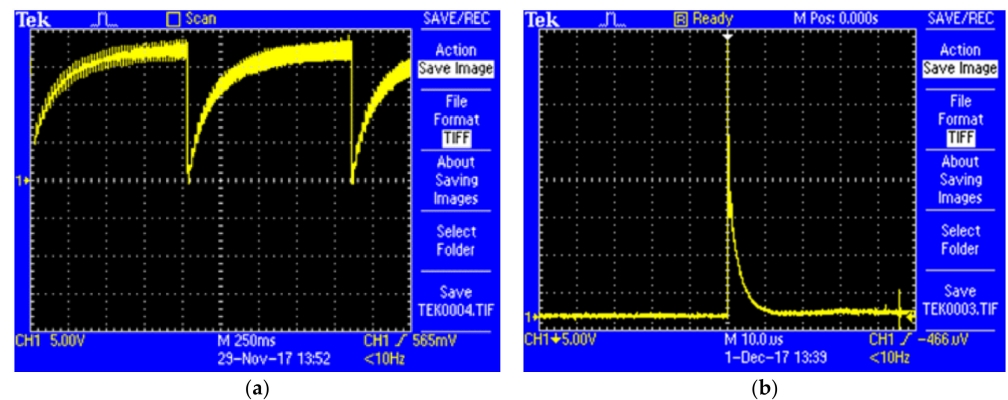 Tek Scan SAVE/REC
Action
Save Image
File
Format
TIFF
About
Saving
Images
Select
Folder
Save
TEK0004.TIF
1
CH1 5.00V M 250ms CH1 565mV
29-Nov-17 13:52 <10Hz
(a)
Tek R Ready M Pos: 0.000s SAVE/REC
Action
Save Image
File
Format
TIFF
About
Saving
Images
Select
Folder
Save
TEK0003.TIF
1
CH1 5.00V M 10.0µs CH1 -466µV
1-Dec-17 13:39 <10Hz
(b)